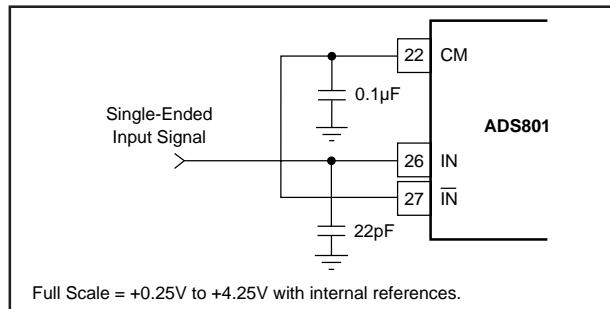 22 CM
0.1µF
Single-Ended
Input Signal
ADS801
26 IN
27 I̅N̅
22pF
Full Scale = +0.25V to +4.25V with internal references.